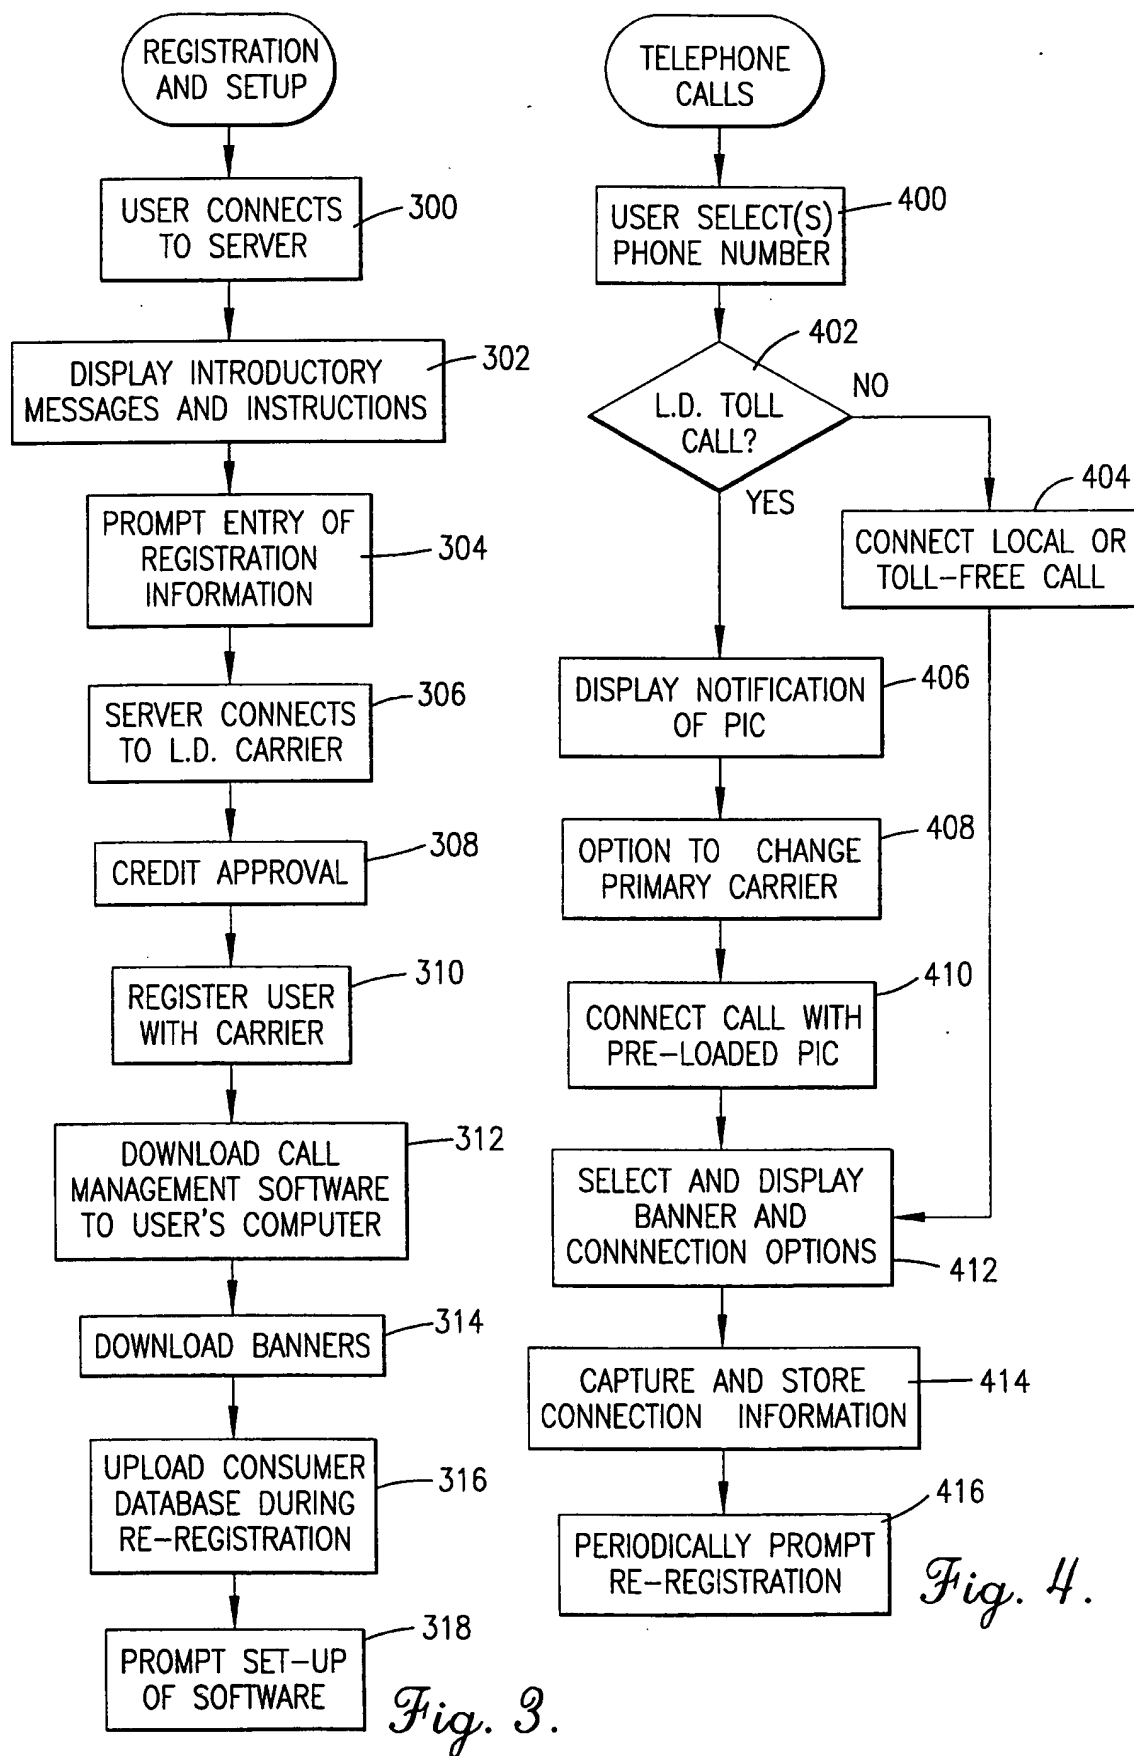 REGISTRATION
AND SETUP
USER CONNECTS
TO SERVER
300
DISPLAY INTRODUCTORY
MESSAGES AND INSTRUCTIONS
302
PROMPT ENTRY OF
REGISTRATION
INFORMATION
304
SERVER CONNECTS
TO L.D. CARRIER
306
CREDIT APPROVAL
308
REGISTER USER
WITH CARRIER
310
DOWNLOAD CALL
MANAGEMENT SOFTWARE
TO USER'S COMPUTER
312
DOWNLOAD BANNERS
314
UPLOAD CONSUMER
DATABASE DURING
RE-REGISTRATION
316
PROMPT SET-UP
OF SOFTWARE
318
Fig. 3.
TELEPHONE
CALLS
USER SELECT(S)
PHONE NUMBER
400
L.D. TOLL
CALL?
402
NO
YES
CONNECT LOCAL OR
TOLL-FREE CALL
404
DISPLAY NOTIFICATION
OF PIC
406
OPTION TO CHANGE
PRIMARY CARRIER
408
CONNECT CALL WITH
PRE-LOADED PIC
410
SELECT AND DISPLAY
BANNER AND
CONNNECTION OPTIONS
412
CAPTURE AND STORE
CONNECTION INFORMATION
414
PERIODICALLY PROMPT
RE-REGISTRATION
416
Fig. 4.